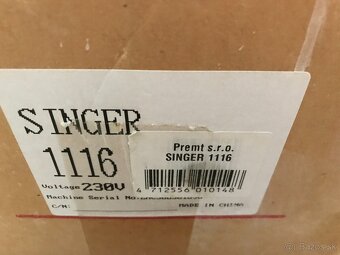 SINGER
1116
Premt s.r.o.
SINGER 1116
4 712556 010148
Voltage 230V
Machine Serial No.
C/N:
MADE IN CHINA